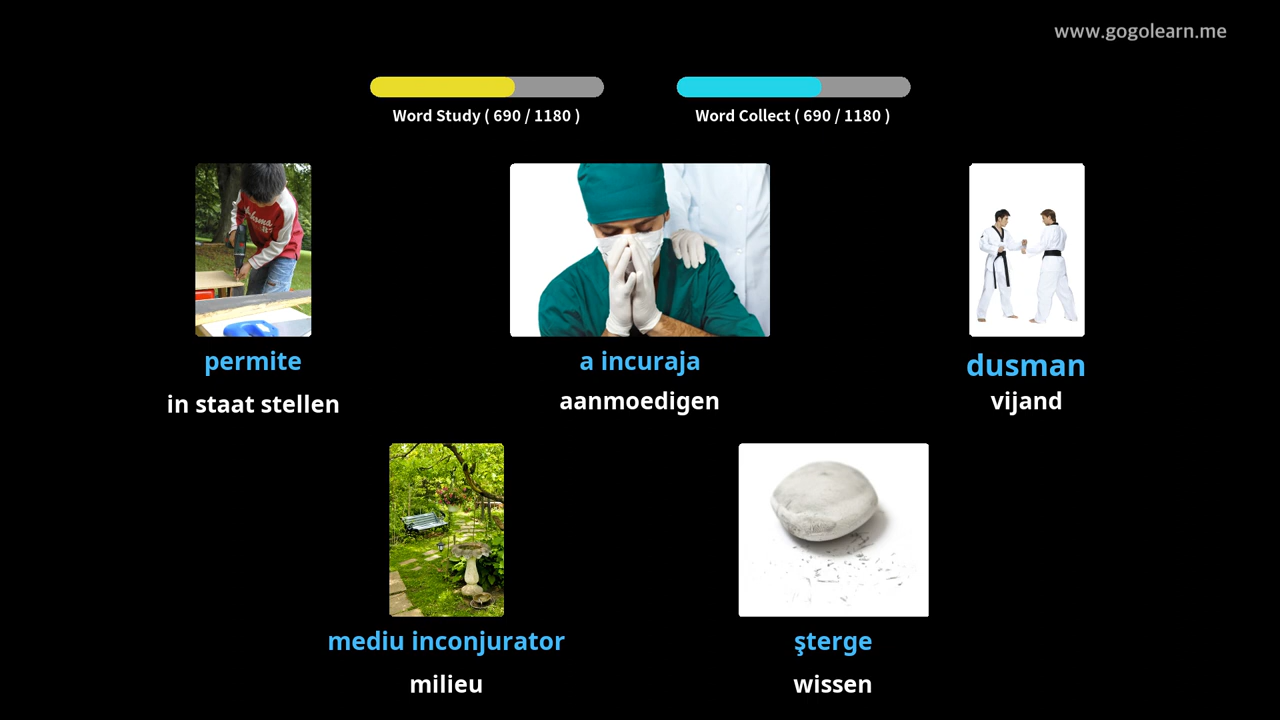 www.gogolearn.me
Word Study ( 690 / 1180 )
Word Collect ( 690 / 1180 )
permite
a incuraja
dusman
in staat stellen
aanmoedigen
vijand
mediu inconjurator
şterge
milieu
wissen